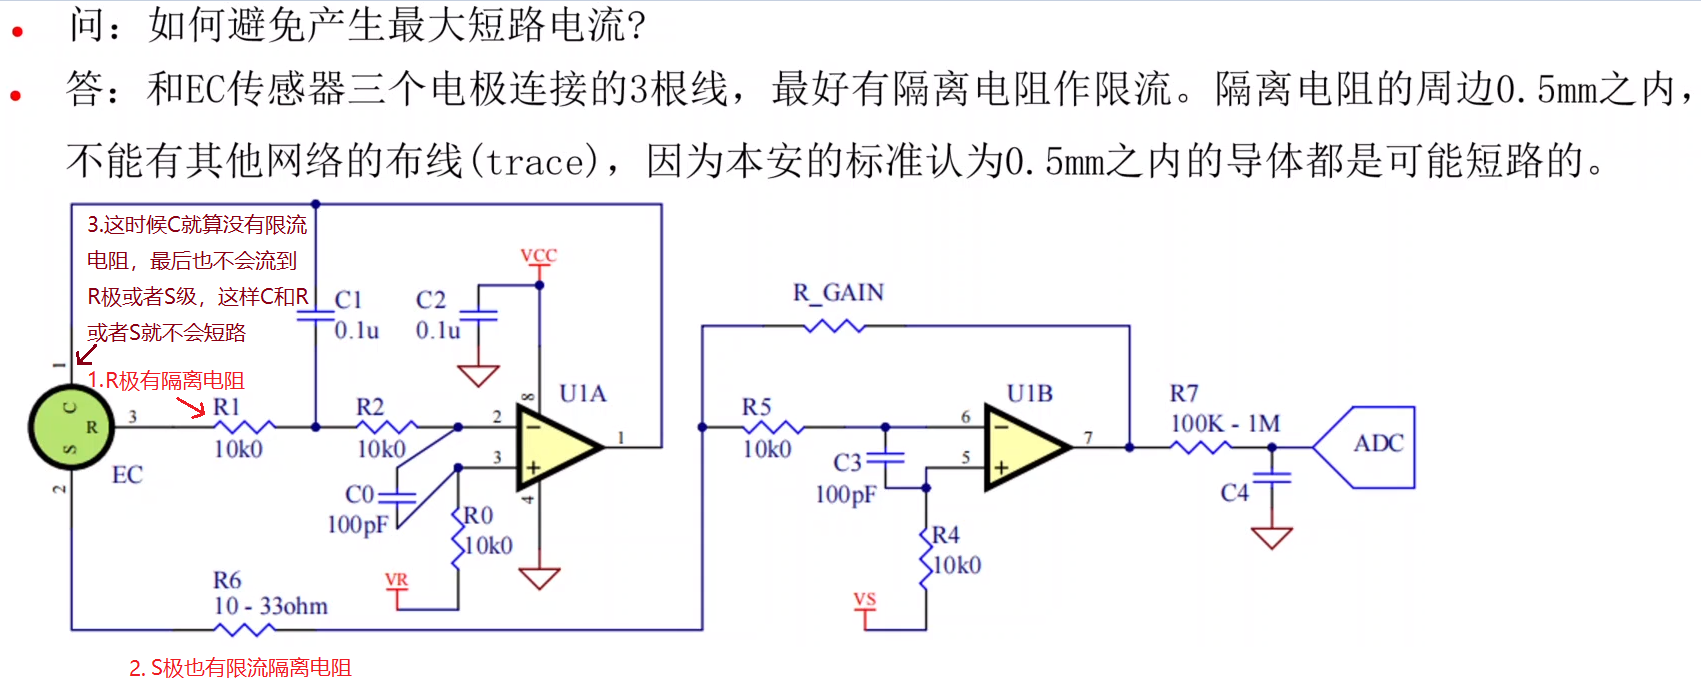 问：如何避免产生最大短路电流?
答：和EC传感器三个电极连接的3根线，最好有隔离电阻作限流。隔离电阻的周边0.5mm之内，
不能有其他网络的布线(trace)，因为本安的标准认为0.5mm之内的导体都是可能短路的。
3.这时候C就算没有限流
电阻，最后也不会流到
R极或者S级，这样C和R
或者S就不会短路
1.R极有隔离电阻
VCC
C1
0.1u
C2
0.1u
R_GAIN
1
8
U1A
U1B
C
R
S
3
R1
10k0
R2
10k0
2
3
1
4
EC
2
C0
100pF
R0
10k0
VR
R5
10k0
6
5
7
C3
100pF
R4
10k0
VS
R7
100K - 1M
ADC
C4
R6
10 - 33ohm
2. S极也有限流隔离电阻